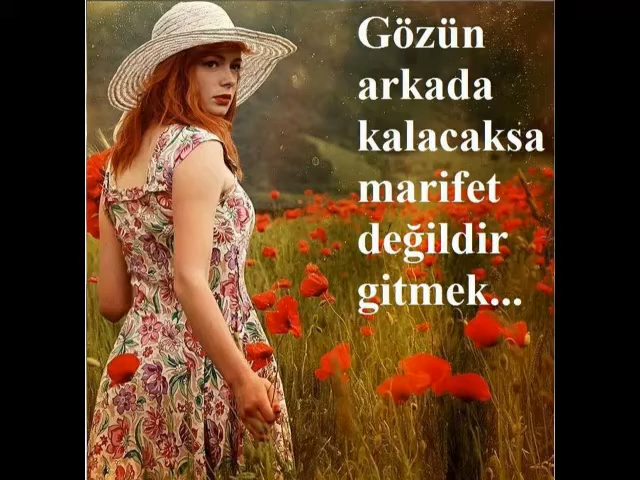 Gözün
arkada
kalacaksa
marifet
değildir
gitmek...